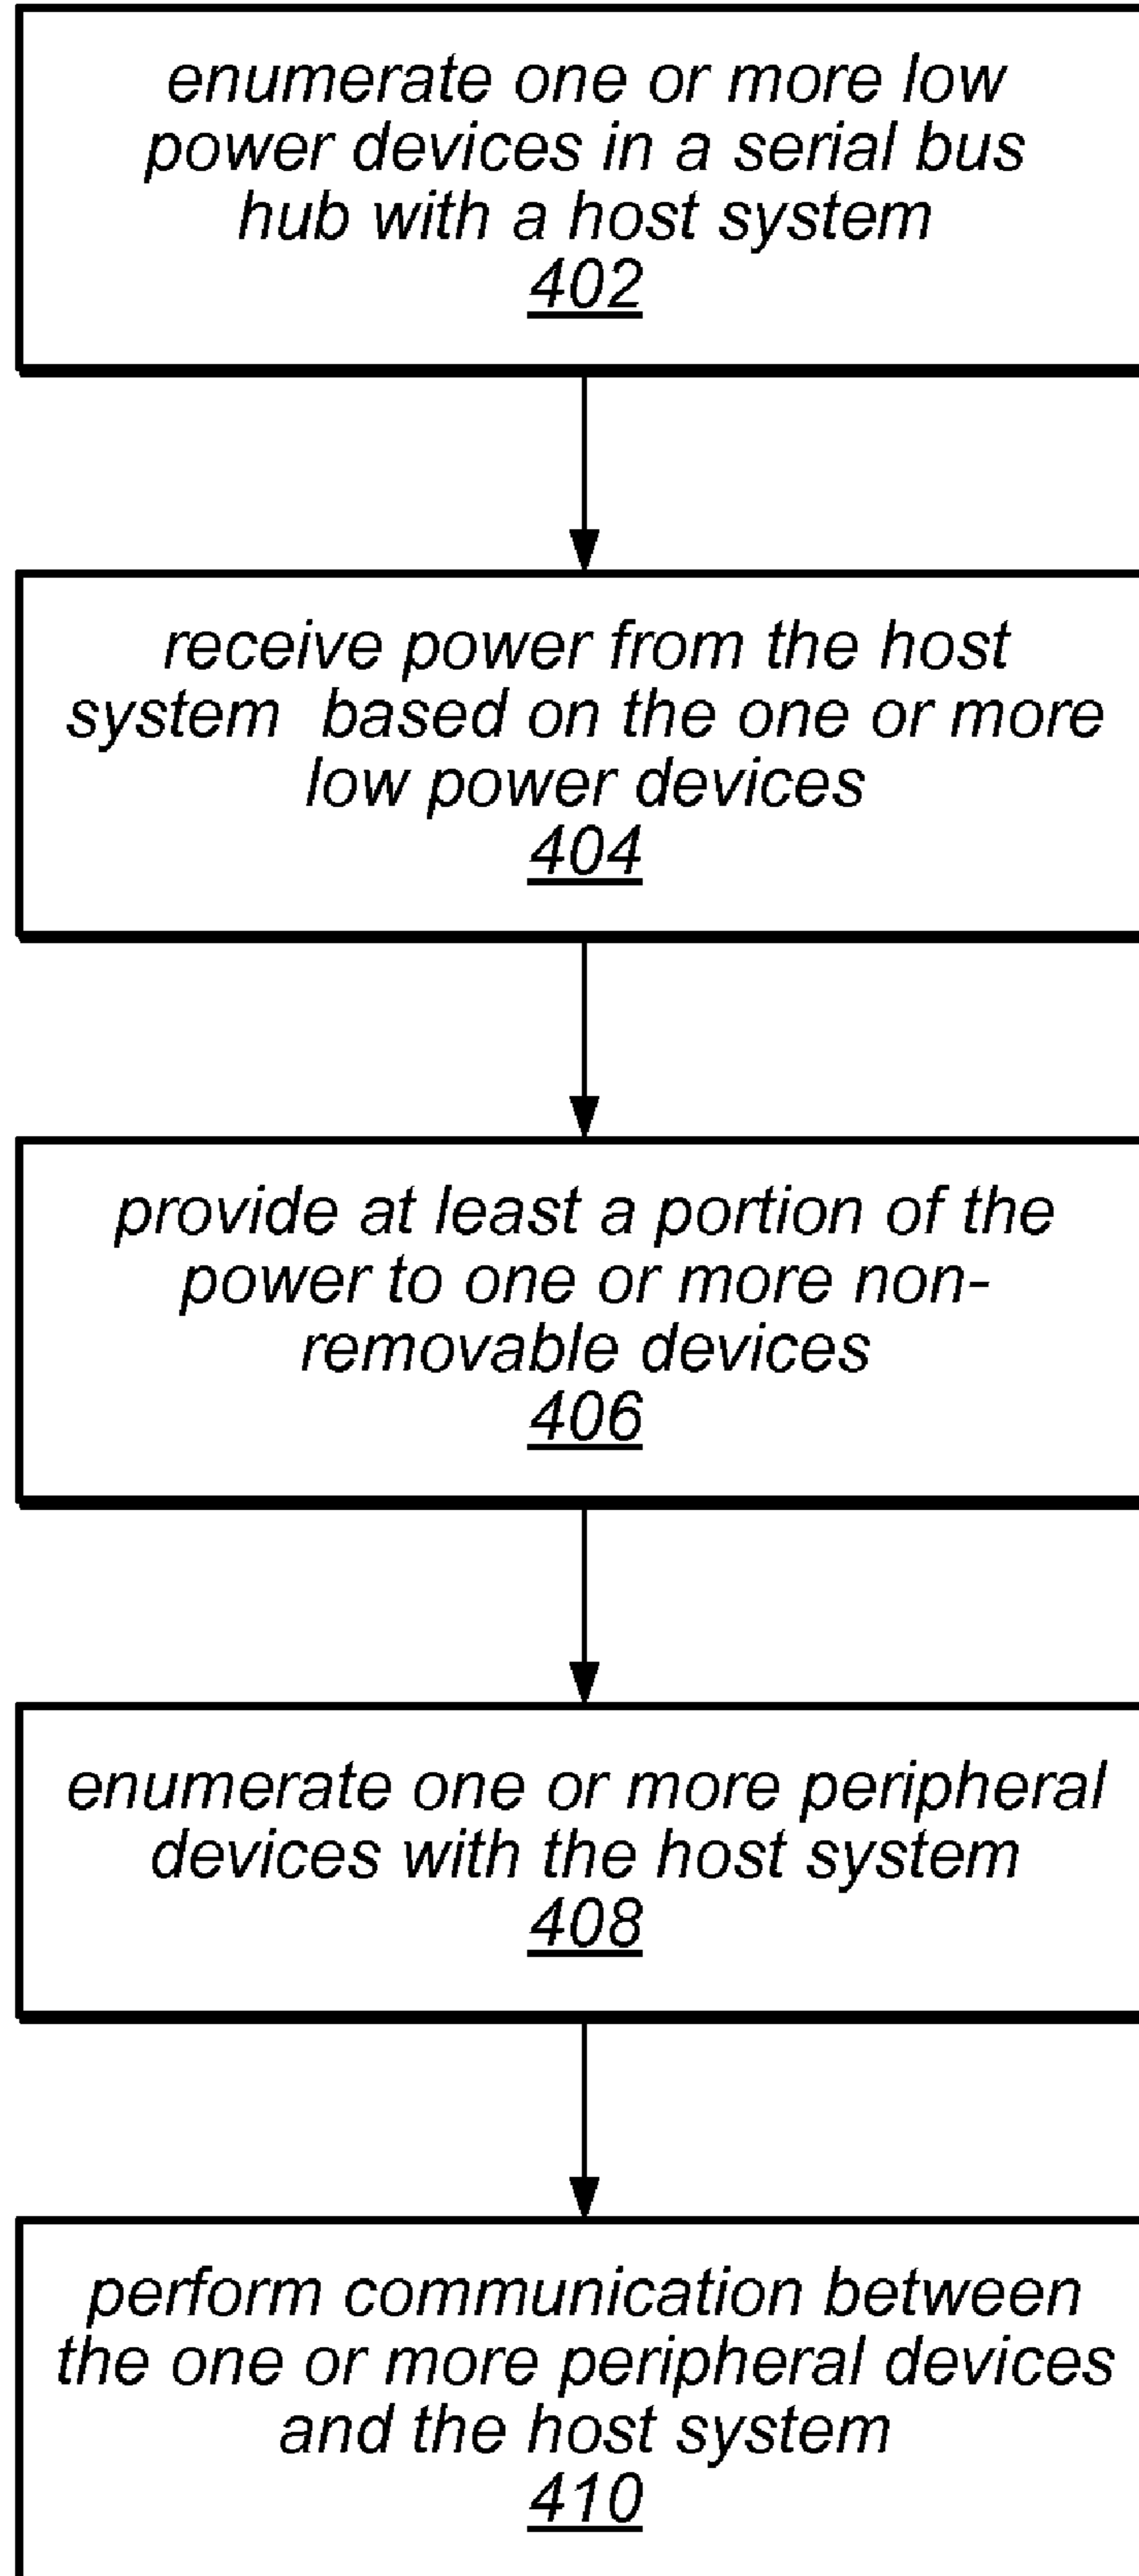 enumerate one or more low
power devices in a serial bus
hub with a host system
402
receive power from the host
system  based on the one or more
low power devices
404
provide at least a portion of the
power to one or more non-
removable devices
406
enumerate one or more peripheral
devices with the host system
408
perform communication between
the one or more peripheral devices
and the host system
410